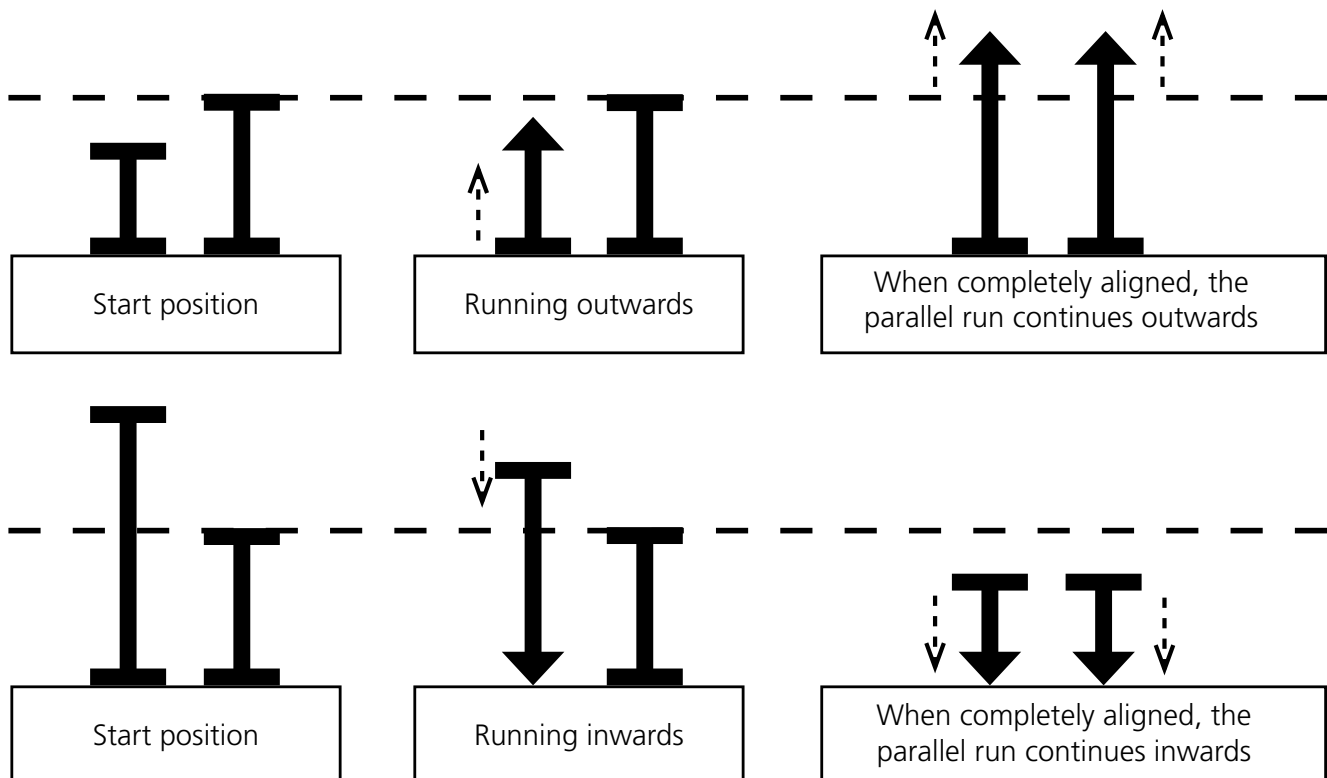 Start position
Running outwards
When completely aligned, the
parallel run continues outwards
Start position
Running inwards
When completely aligned, the
parallel run continues inwards